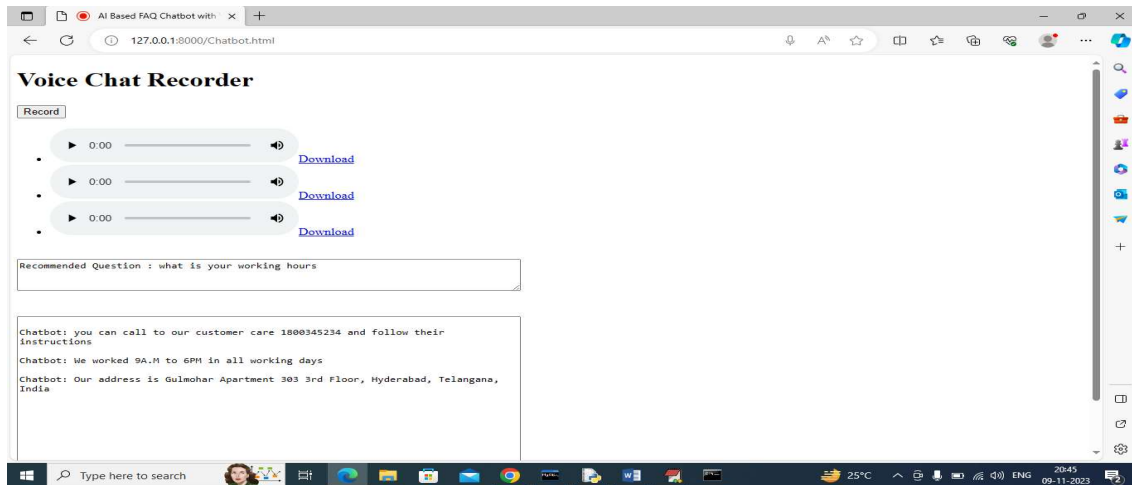 AI Based FAQ Chatbot with
127.0.0.1:8000/Chatbot.html
Voice Chat Recorder
Record
0:00
Download
0:00
Download
0:00
Download
Recommended Question : what is your working hours
Chatbot: you can call to our customer care 1800345234 and follow their
instructions
Chatbot: We worked 9A.M to 6PM in all working days
Chatbot: Our address is Gulmohar Apartment 303 3rd Floor, Hyderabad, Telangana,
India
Type here to search
25°C
ENG
20:45
09-11-2023